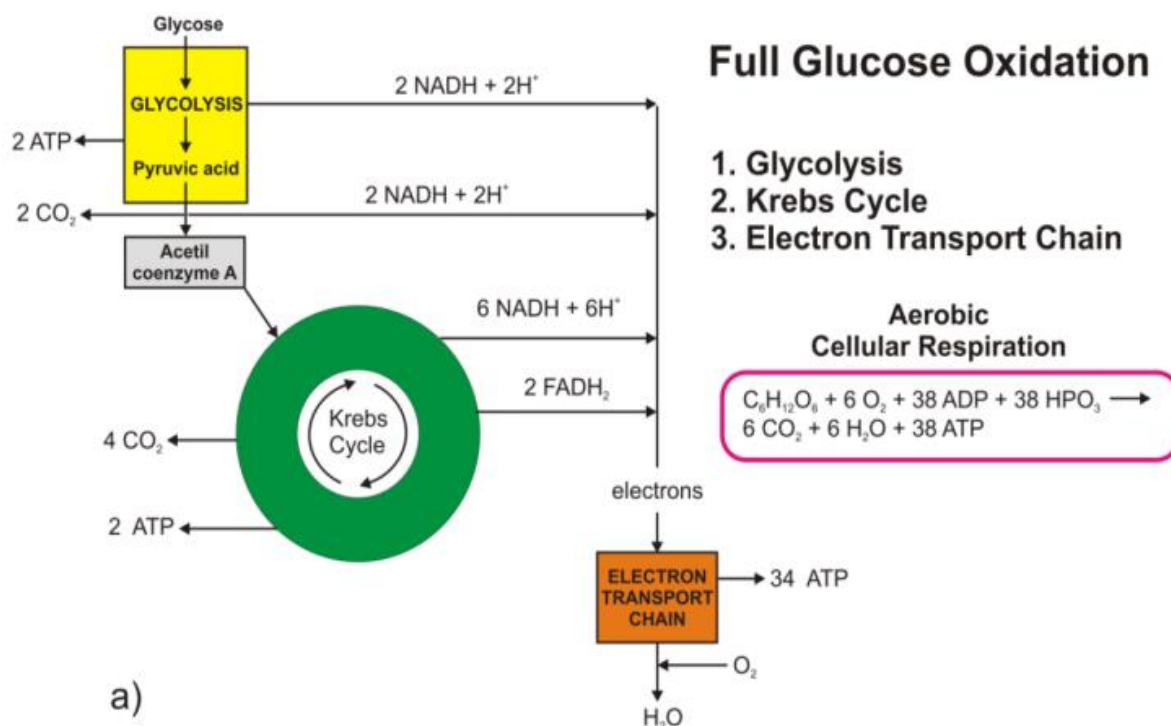 Glycose
Full Glucose Oxidation
GLYCOLYSIS
2 NADH + 2H⁺
2 ATP
Pyruvic acid
1. Glycolysis
2. Krebs Cycle
3. Electron Transport Chain
2 CO₂
2 NADH + 2H⁺
Acetil
coenzyme A
6 NADH + 6H⁺
Aerobic
Cellular Respiration
2 FADH₂
C₆H₁₂O₆ + 6 O₂ + 38 ADP + 38 HPO₃
6 CO₂ + 6 H₂O + 38 ATP
Krebs
Cycle
4 CO₂
electrons
2 ATP
ELECTRON
TRANSPORT
CHAIN
34 ATP
O₂
a)
H₂O